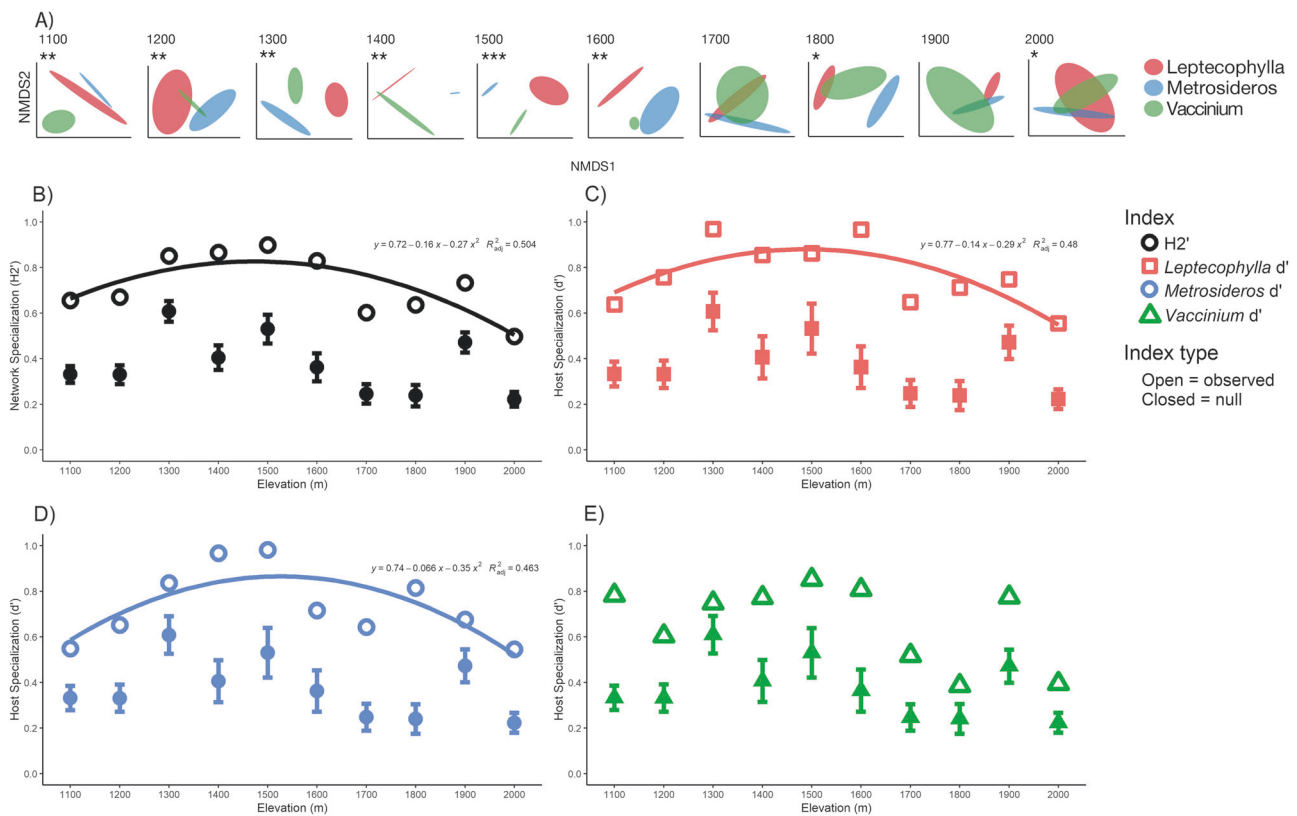 A)
1100 1200 1300 1400 1500 1600 1700 1800 1900 2000
** ** ** ** *** ** * *
NMDS2
Leptecophylla
Metrosideros
Vaccinium
NMDS1
B)
Network Specialization (H2')
1.0
0.8
0.6
0.4
0.2
0.0
y = 0.72 − 0.16 x − 0.27 x² R²adj = 0.504
1100 1200 1300 1400 1500 1600 1700 1800 1900 2000
Elevation (m)
C)
Host Specialization (d')
1.0
0.8
0.6
0.4
0.2
0.0
y = 0.77 − 0.14 x − 0.29 x² R²adj = 0.48
1100 1200 1300 1400 1500 1600 1700 1800 1900 2000
Elevation (m)
Index
H2'
Leptecophylla d'
Metrosideros d'
Vaccinium d'
Index type
Open = observed
Closed = null
D)
Host Specialization (d')
1.0
0.8
0.6
0.4
0.2
0.0
y = 0.74 − 0.066 x − 0.35 x² R²adj = 0.463
1100 1200 1300 1400 1500 1600 1700 1800 1900 2000
Elevation (m)
E)
Host Specialization (d')
1.0
0.8
0.6
0.4
0.2
0.0
1100 1200 1300 1400 1500 1600 1700 1800 1900 2000
Elevation (m)